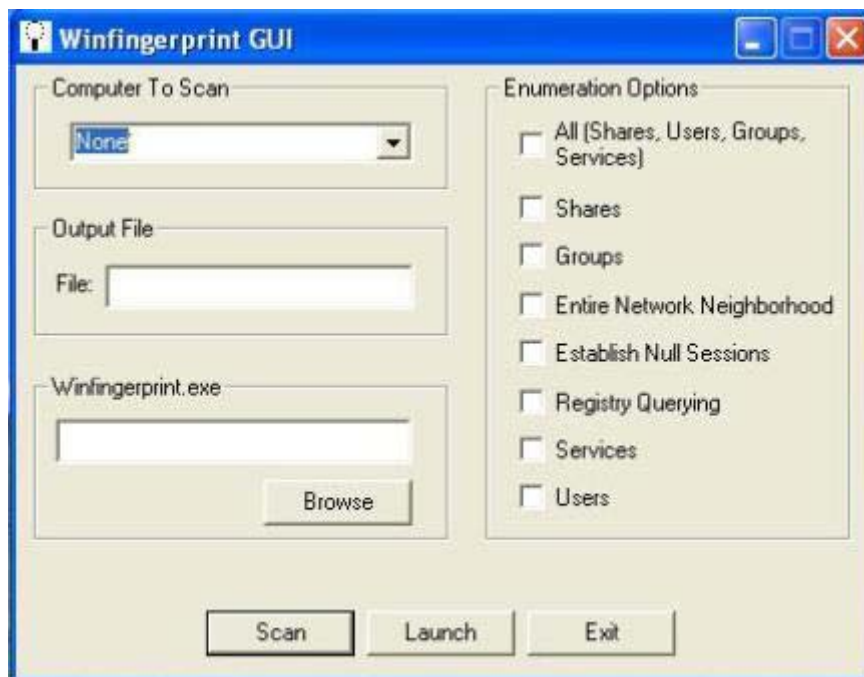 Winfingerprint GUI
Computer To Scan
None
Output File
File:
Winfingerprint.exe
Browse
Enumeration Options
All (Shares, Users, Groups,
Services)
Shares
Groups
Entire Network Neighborhood
Establish Null Sessions
Registry Querying
Services
Users
Scan
Launch
Exit